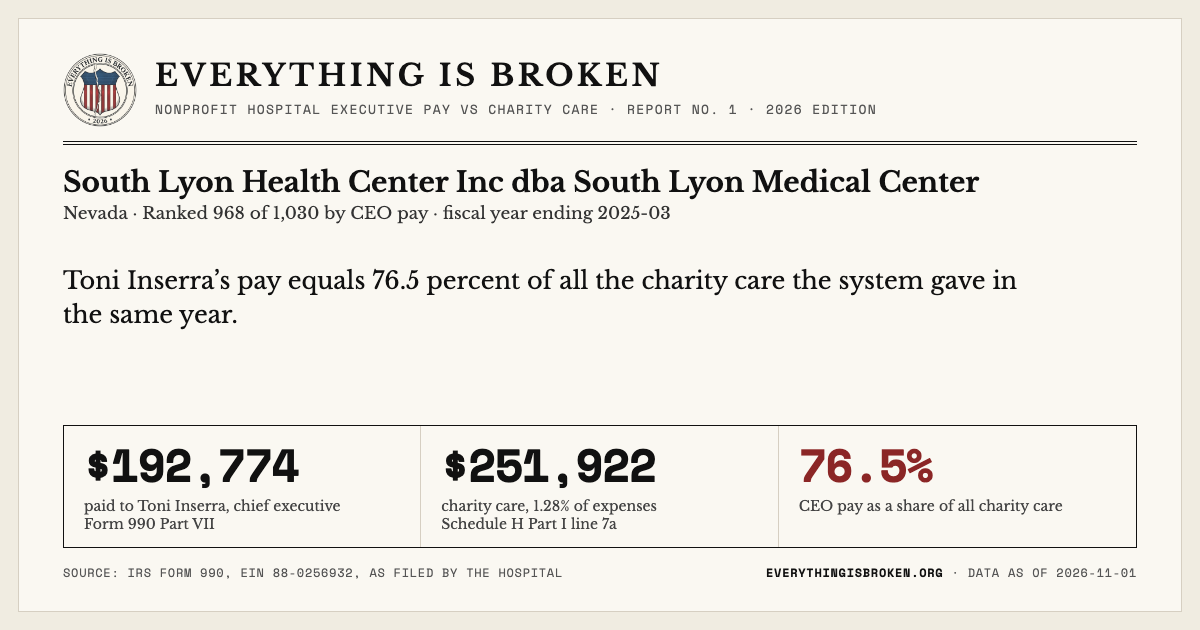 EVERYTHING IS BROKEN
2026
EVERYTHING IS BROKEN
NONPROFIT HOSPITAL EXECUTIVE PAY VS CHARITY CARE · REPORT NO. 1 · 2026 EDITION
South Lyon Health Center Inc dba South Lyon Medical Center
Nevada · Ranked 968 of 1,030 by CEO pay · fiscal year ending 2025-03
Toni Inserra’s pay equals 76.5 percent of all the charity care the system gave in
the same year.
$192,774
paid to Toni Inserra, chief executive
Form 990 Part VII
$251,922
charity care, 1.28% of expenses
Schedule H Part I line 7a
76.5%
CEO pay as a share of all charity care
SOURCE: IRS FORM 990, EIN 88-0256932, AS FILED BY THE HOSPITAL
EVERYTHINGISBROKEN.ORG · DATA AS OF 2026-11-01